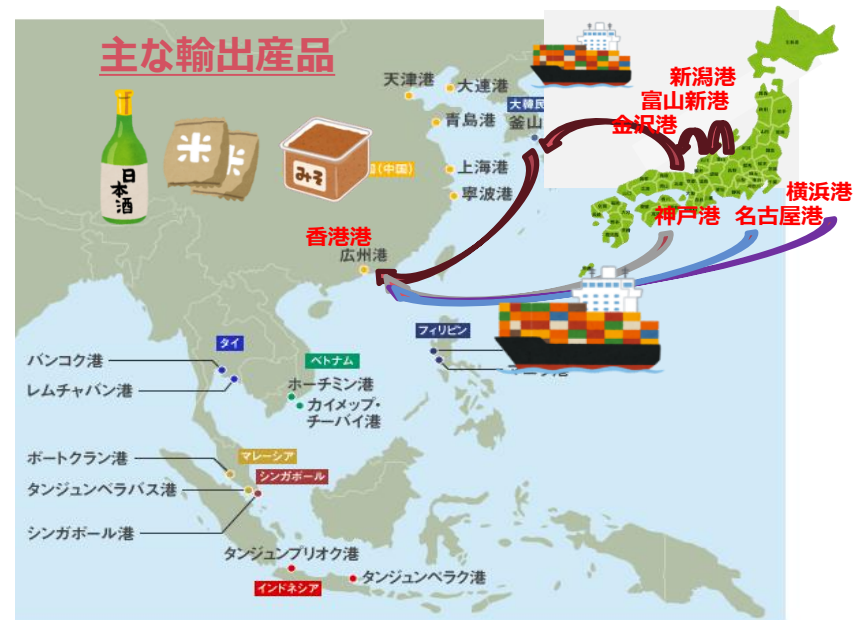 主な輸出産品
日本酒
米
米
みそ
天津港
大連港
青島港
大韓民
釜山
上海港
(中国)
寧波港
新潟港
富山新港
金沢港
横浜港
神戸港
名古屋港
香港港
広州港
フィリピン
タイ
バンコク港
レムチャバン港
ベトナム
ホーチミン港
カイメップ・
チーバイ港
ポートクラン港
マレーシア
シンガポール
タンジュンペラパス港
シンガポール港
タンジュンプリオク港
インドネシア
タンジュンペラク港